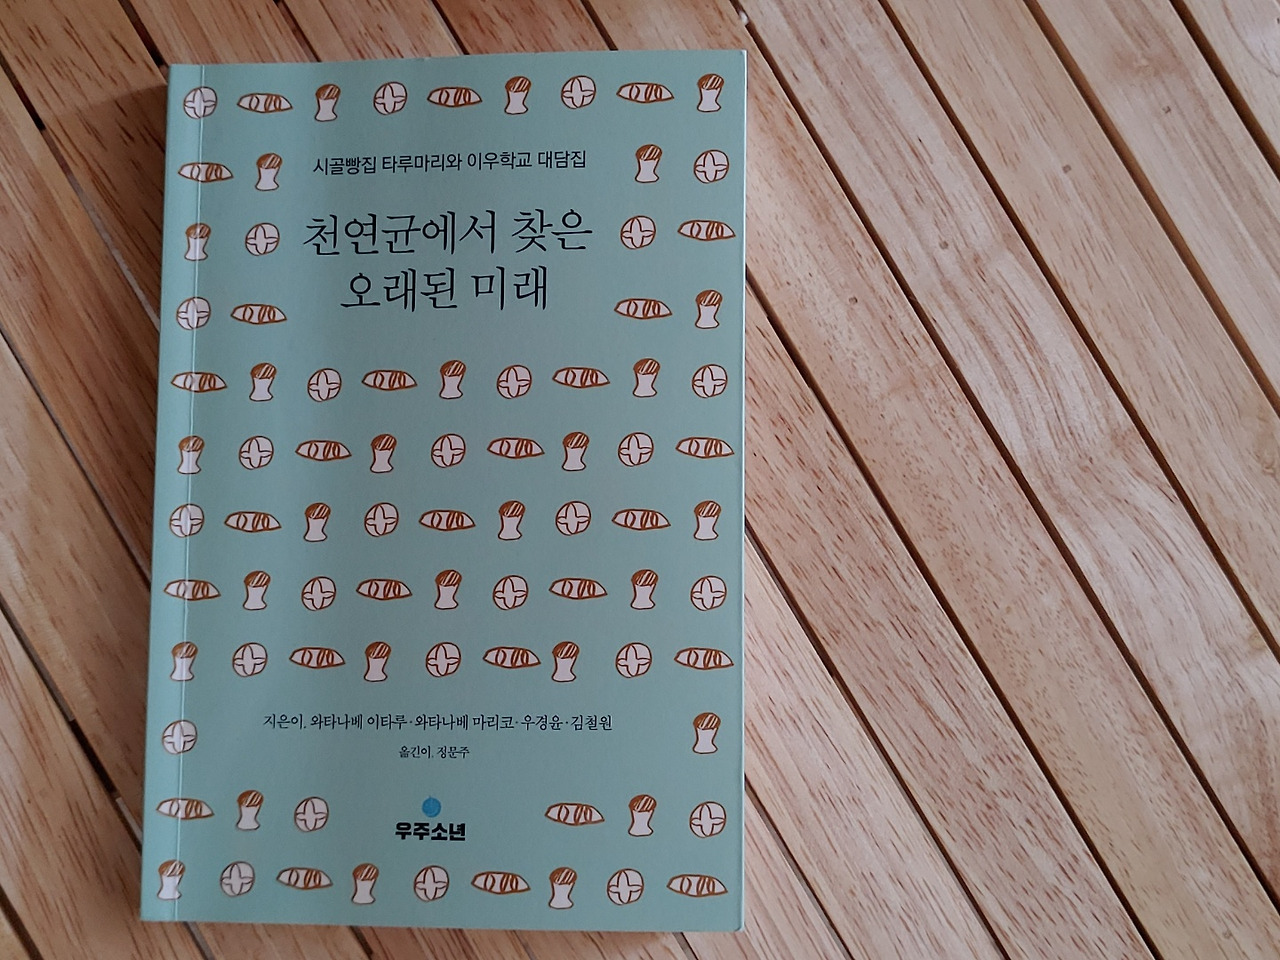 시골빵집 타루마리와 이우학교 대담집
천연균에서 찾은
오래된 미래
지은이. 와타나베 이타루·와타나베 마리코·우경윤·김철원
옮긴이. 정문주
우주소년